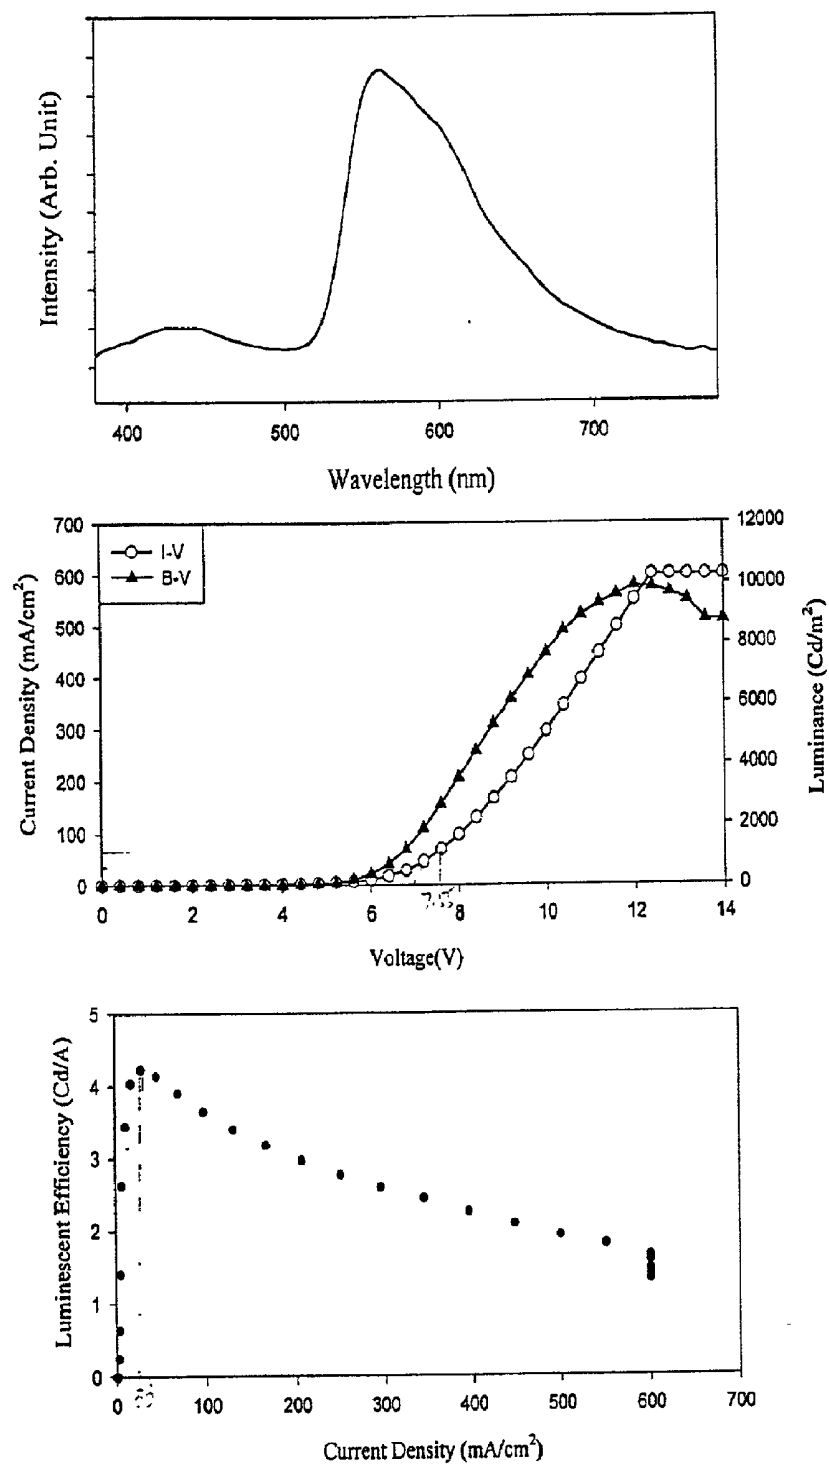 Intensity (Arb. Unit)
400 500 600 700
Wavelength (nm)
700
600
500
400
300
200
100
0
I-V
B-V
12000
10000
8000
6000
4000
2000
0
Current Density (mA/cm²)
Luminance (Cd/m²)
0 2 4 6 8 10 12 14
Voltage(V)
5
4
3
2
1
0
Luminescent Efficiency (Cd/A)
0 100 200 300 400 500 600 700
Current Density (mA/cm²)